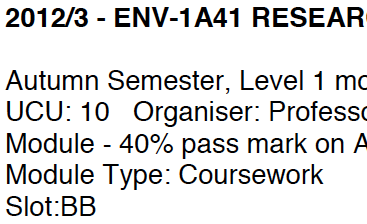 2012/3 - ENV-1A41 RESEAR
Autumn Semester, Level 1 mo
UCU: 10 Organiser: Professo
Module - 40% pass mark on A
Module Type: Coursework
Slot:BB